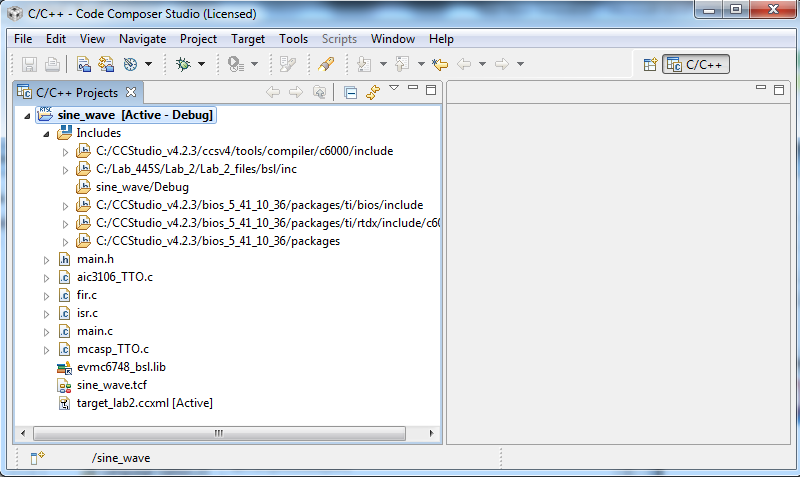 C/C++ - Code Composer Studio (Licensed)
File Edit View Navigate Project Target Tools Scripts Window Help
C/C++
C/C++ Projects
RTSC
sine_wave [Active - Debug]
Includes
C:/CCStudio_v4.2.3/ccsv4/tools/compiler/c6000/include
C:/Lab_445S/Lab_2/Lab_2_files/bsl/inc
sine_wave/Debug
C:/CCStudio_v4.2.3/bios_5_41_10_36/packages/ti/bios/include
C:/CCStudio_v4.2.3/bios_5_41_10_36/packages/ti/rtdx/include/c60
C:/CCStudio_v4.2.3/bios_5_41_10_36/packages
main.h
aic3106_TTO.c
fir.c
isr.c
main.c
mcasp_TTO.c
evmc6748_bsl.lib
sine_wave.tcf
target_lab2.ccxml [Active]
/sine_wave